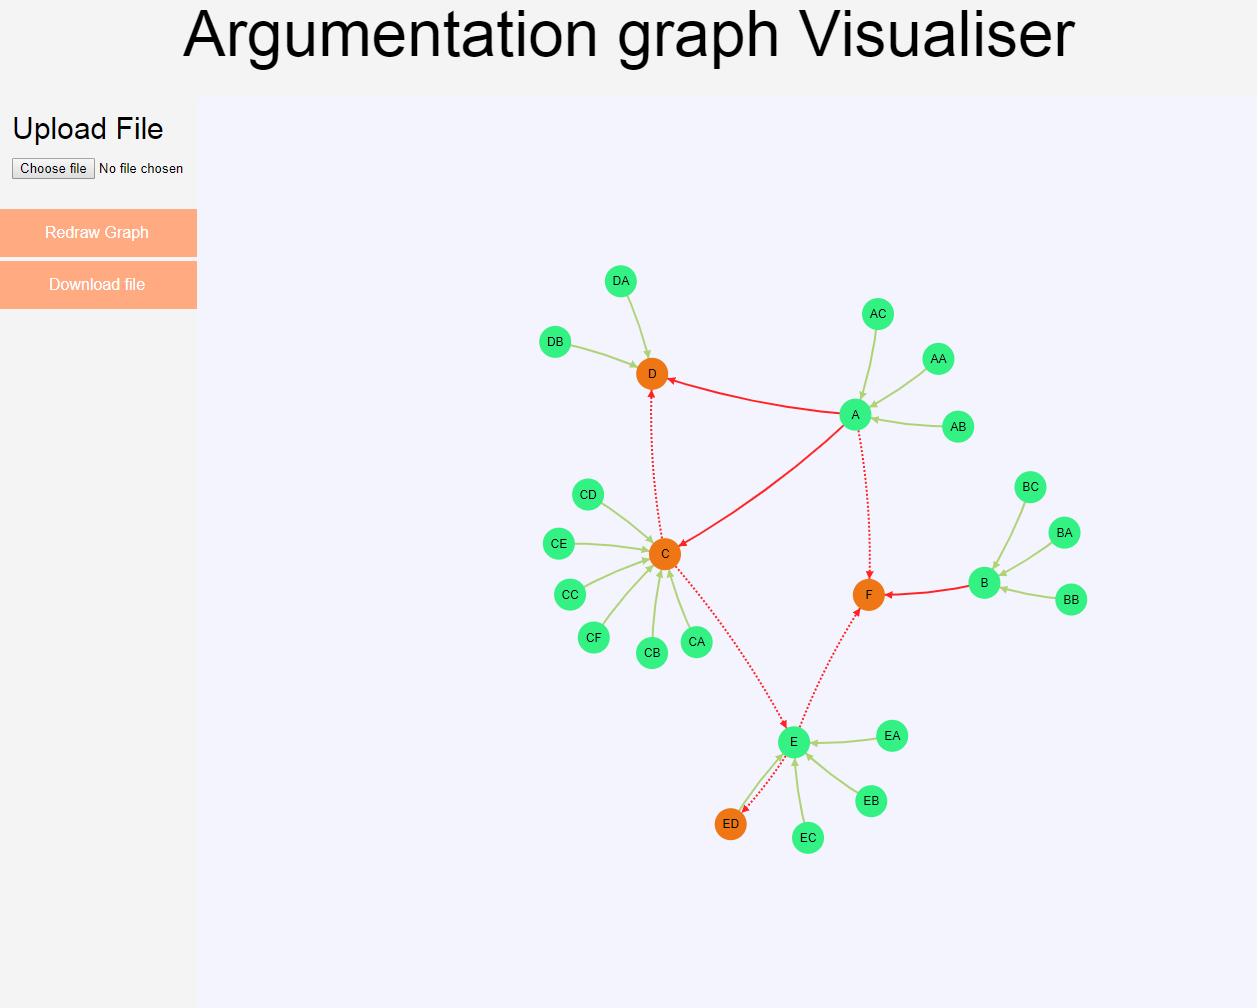 Argumentation graph Visualiser
Upload File
Choose file No file chosen
Redraw Graph
Download file
DA
AC
DB
AA
D
A
AB
BC
CD
BA
CE
C
B
CC
F
BB
CF
CA
CB
EA
E
EB
ED
EC